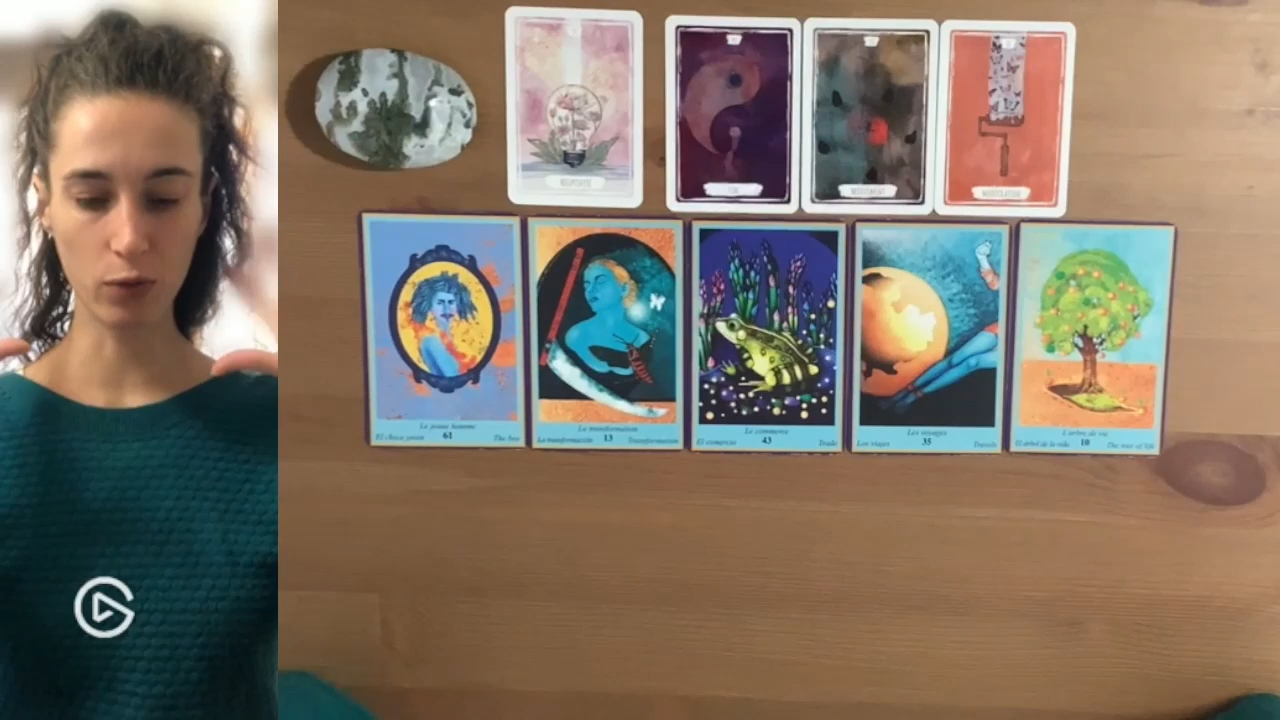 MOUVEMENT
Le jeune homme
El chico joven 61 The boy
La transformation
La transformación 13 Transformation
Le commerce
El comercio 43 Trade
Les voyages
Los viajes 35 Travels
L'arbre de vie
El árbol de la vida 10 The tree of life